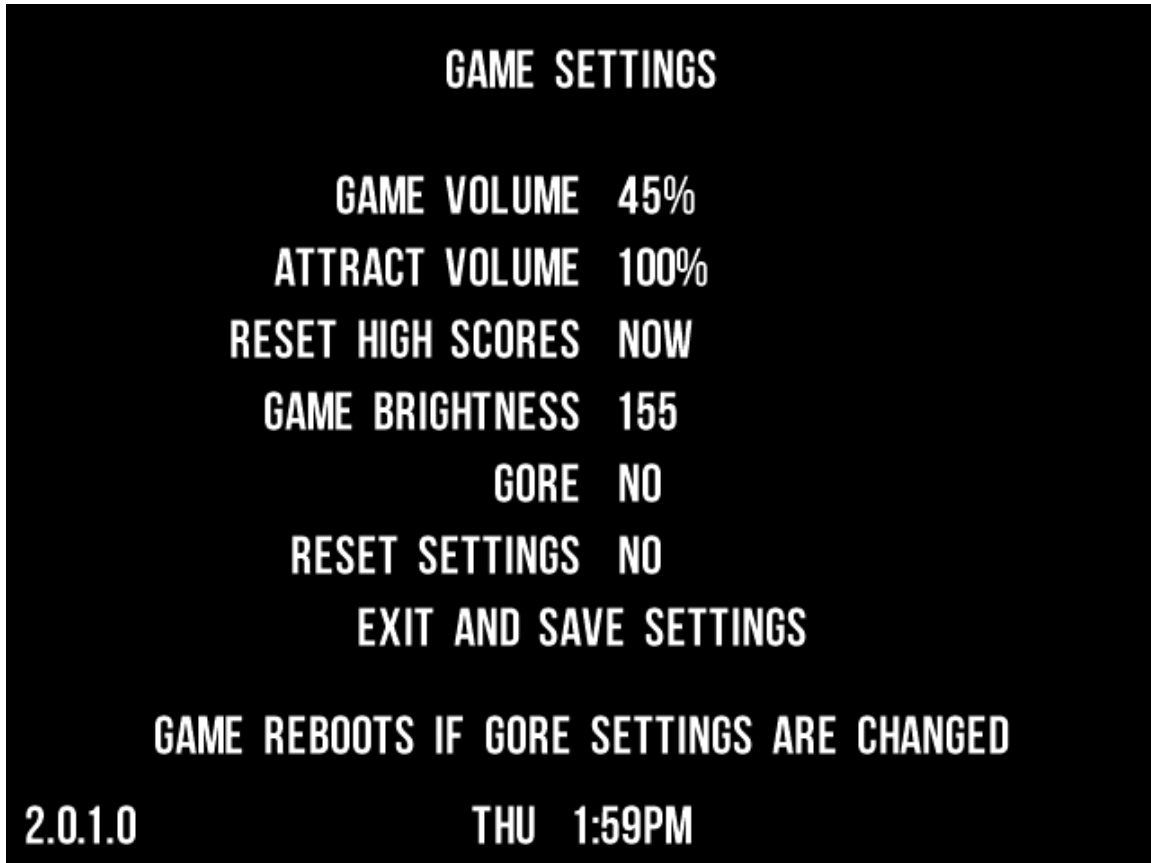 GAME SETTINGS
GAME VOLUME 45%
ATTRACT VOLUME 100%
RESET HIGH SCORES NOW
GAME BRIGHTNESS 155
GORE NO
RESET SETTINGS NO
EXIT AND SAVE SETTINGS
GAME REBOOTS IF GORE SETTINGS ARE CHANGED
2.0.1.0 THU 1:59PM